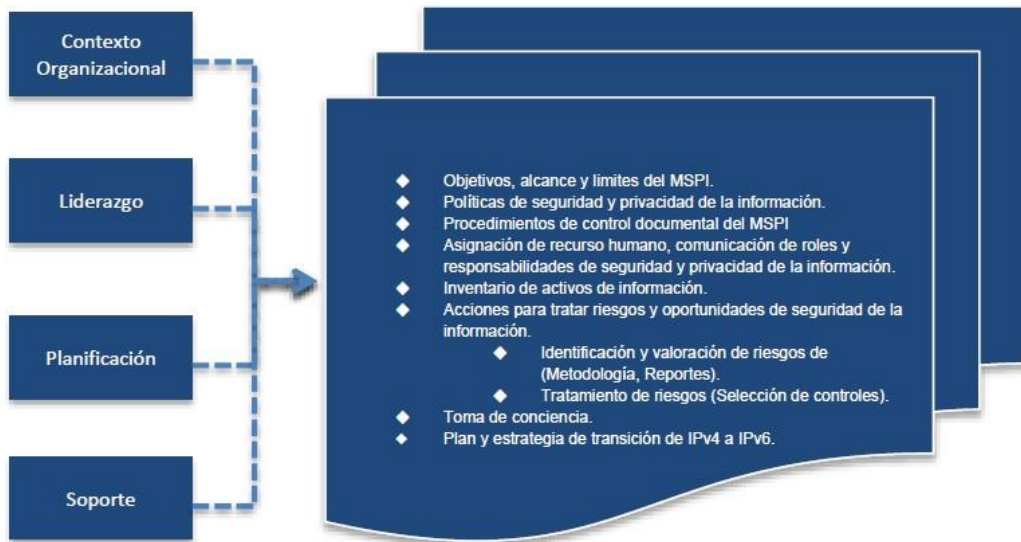 Contexto
Organizacional
Liderazgo
Planificación
Soporte
◆ Objetivos, alcance y limites del MSPI.
◆ Políticas de seguridad y privacidad de la información.
◆ Procedimientos de control documental del MSPI
◆ Asignación de recurso humano, comunicación de roles y
responsabilidades de seguridad y privacidad de la información.
◆ Inventario de activos de información.
◆ Acciones para tratar riesgos y oportunidades de seguridad de la
información.
◆ Identificación y valoración de riesgos de
(Metodología, Reportes).
◆ Tratamiento de riesgos (Selección de controles).
◆ Toma de conciencia.
◆ Plan y estrategia de transición de IPv4 a IPv6.